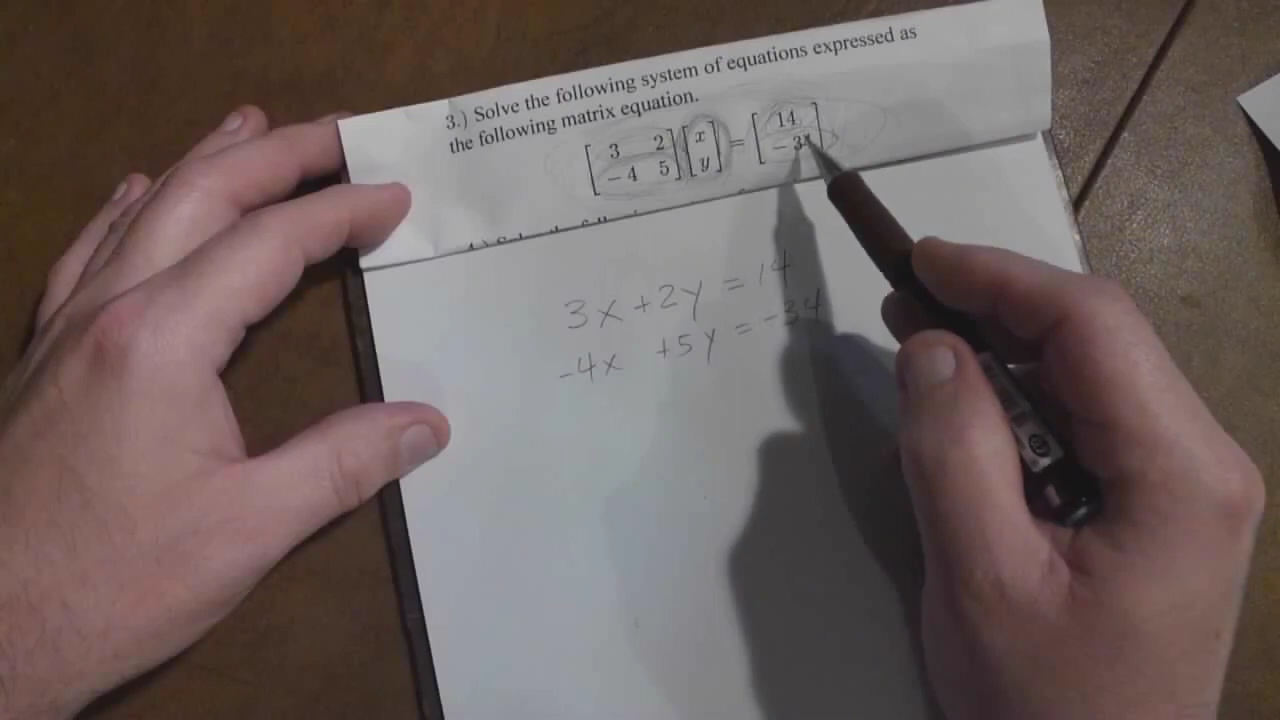 3.) Solve the following system of equations expressed as
the following matrix equation.
[ 3 2 ] [ x ] = [ 14 ]
[ -4 5 ] [ y ] [ -34 ]
3x +2y = 14
-4x +5y = -34